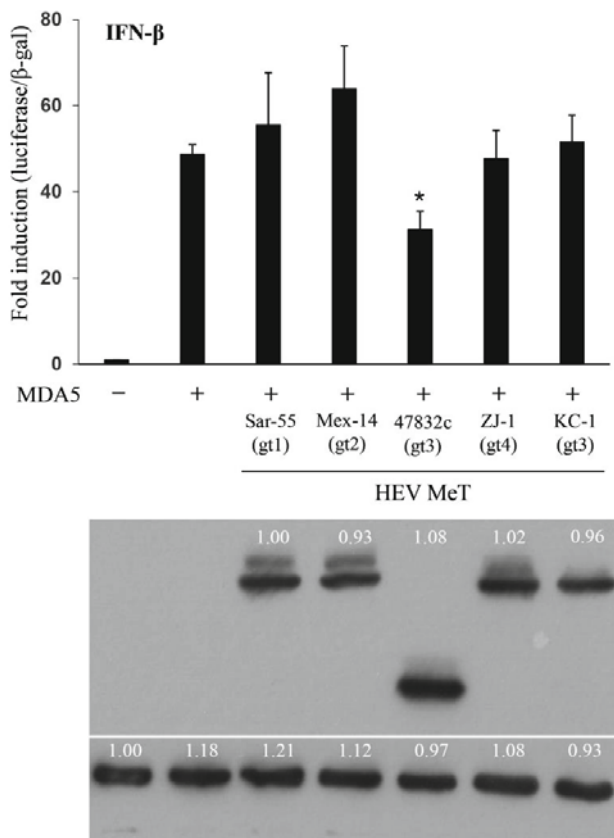 IFN-β
Fold induction (luciferase/β-gal)
80
60
40
20
0
*
MDA5 − + + + + + +
Sar-55 Mex-14 47832c ZJ-1 KC-1
(gt1) (gt2) (gt3) (gt4) (gt3)
HEV MeT
1.00 0.93 1.08 1.02 0.96
1.00 1.18 1.21 1.12 0.97 1.08 0.93